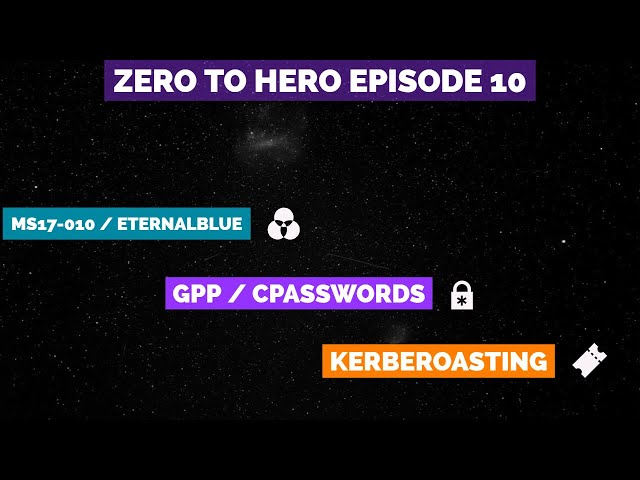 ZERO TO HERO EPISODE 10
MS17-010 / ETERNALBLUE
GPP / CPASSWORDS
KERBEROASTING